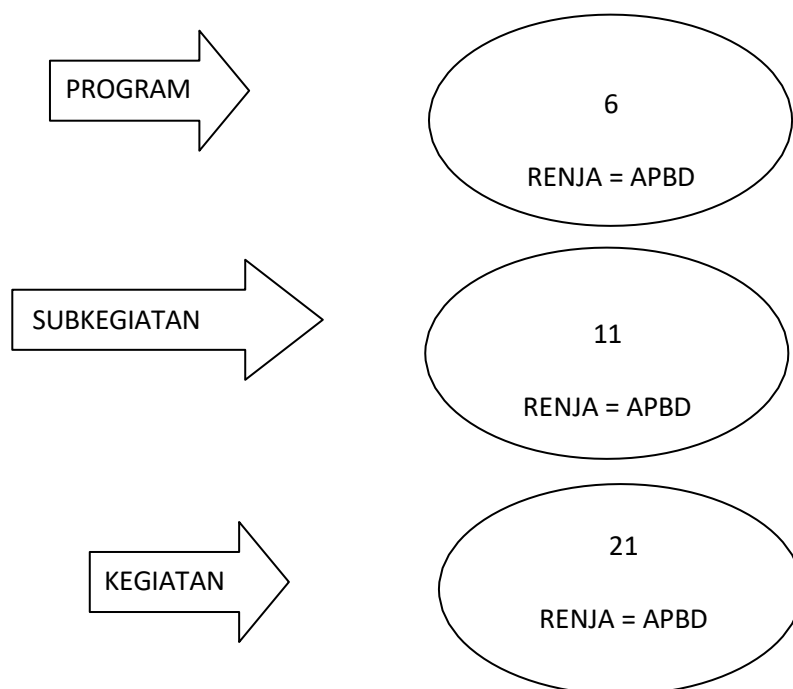 PROGRAM
6
RENJA = APBD
SUBKEGIATAN
11
RENJA = APBD
KEGIATAN
21
RENJA = APBD